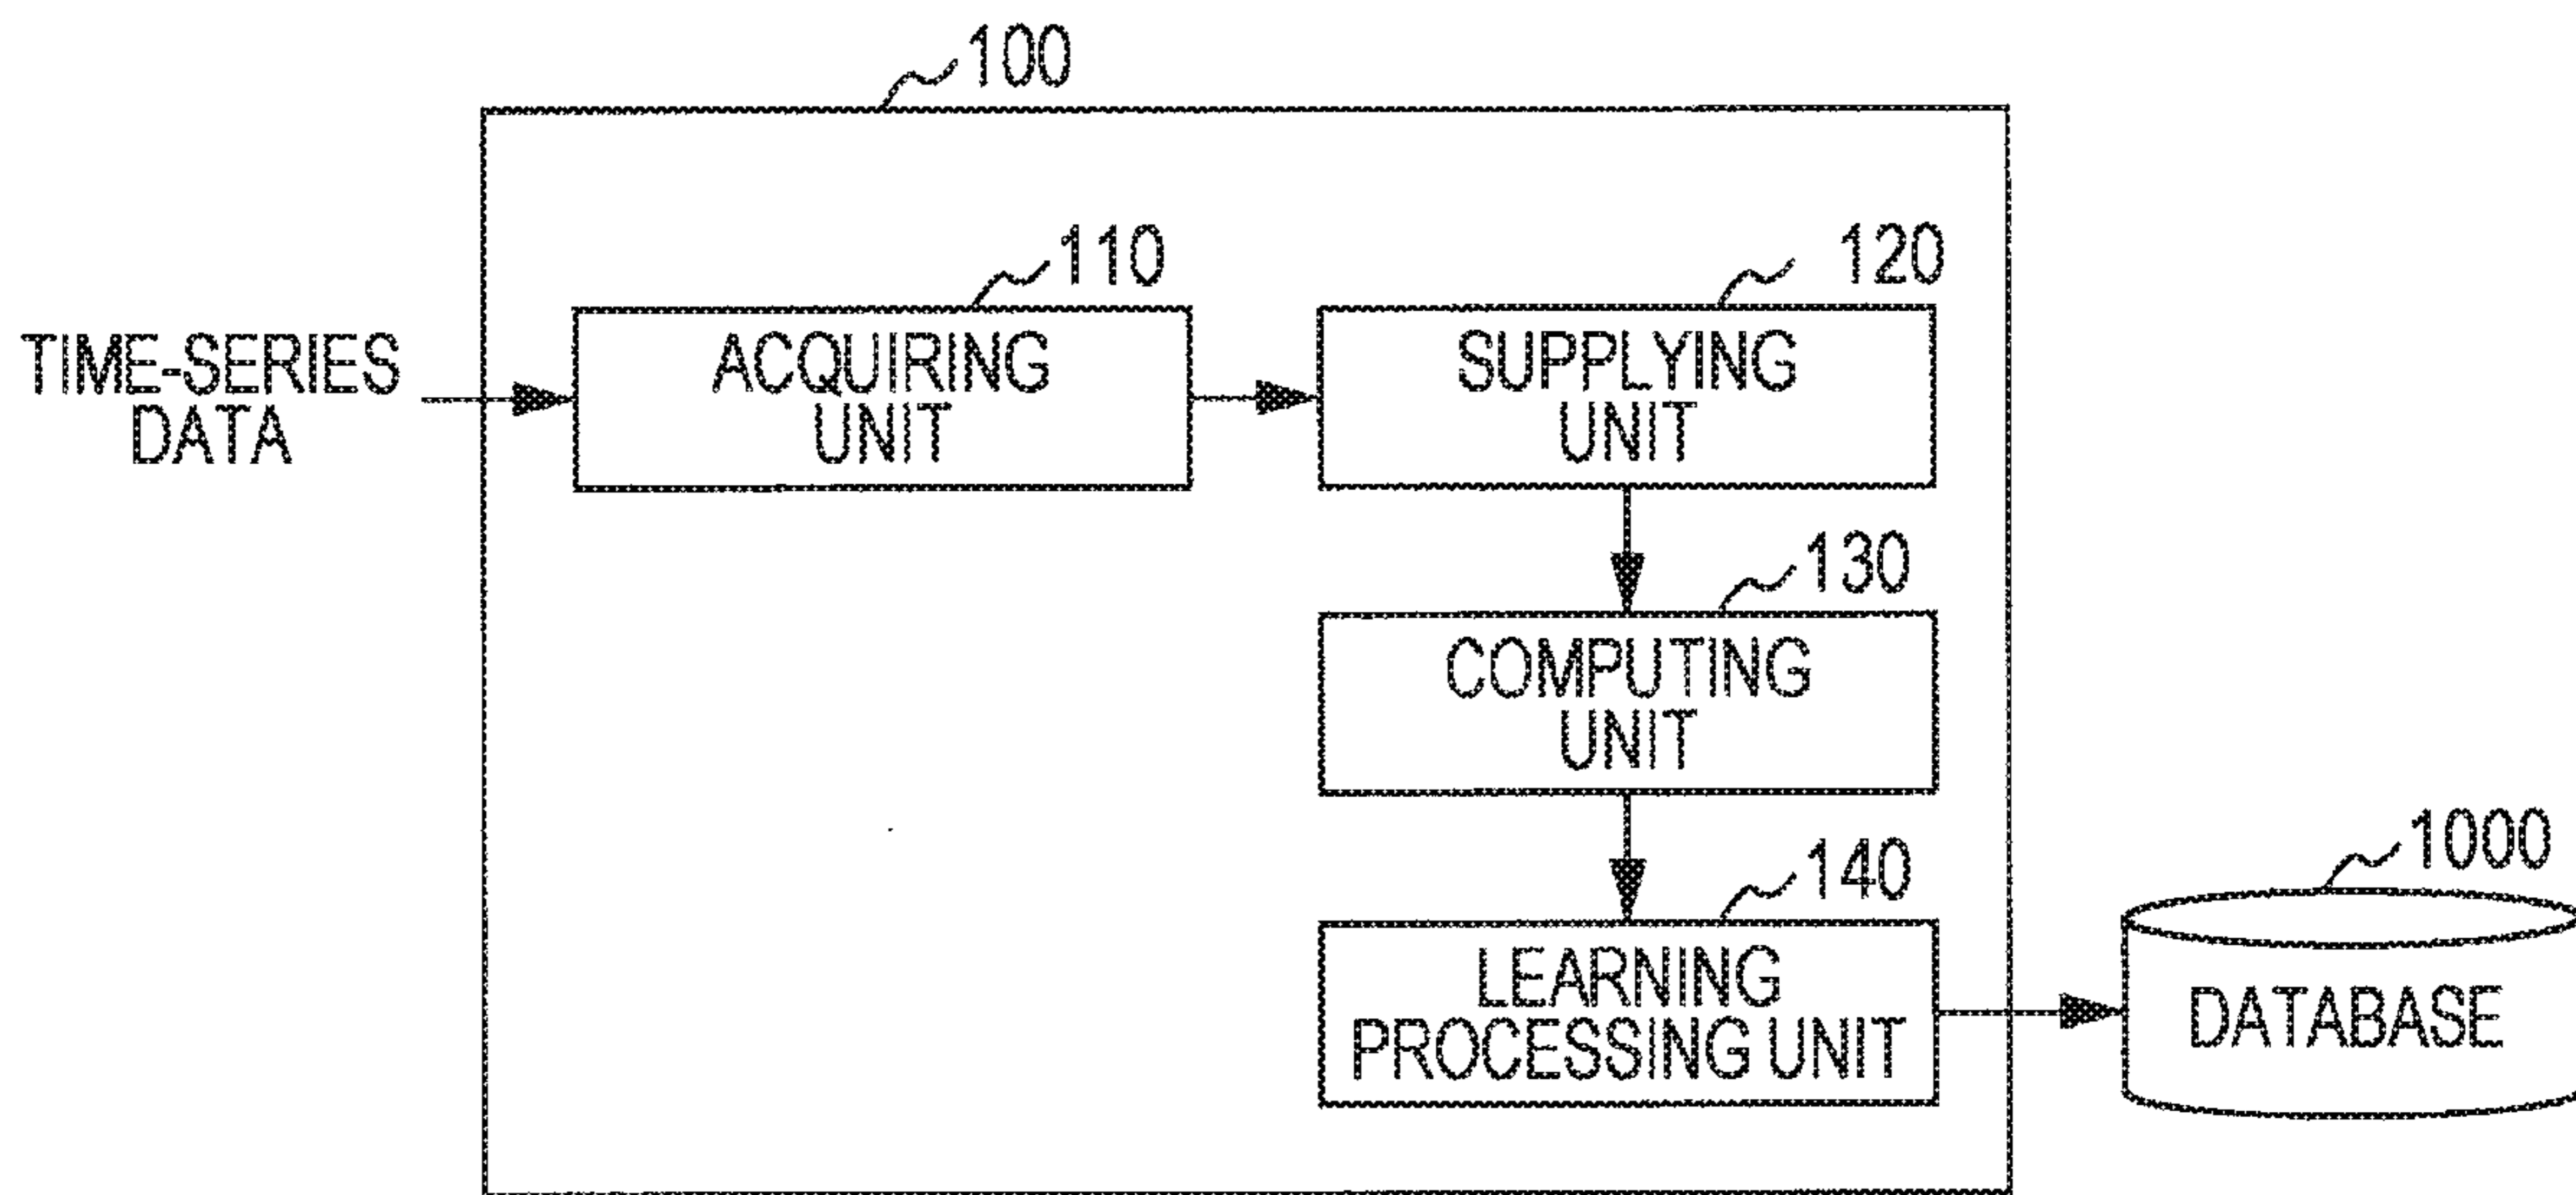 100
110
120
TIME-SERIES
DATA
ACQUIRING
UNIT
SUPPLYING
UNIT
130
COMPUTING
UNIT
140
1000
LEARNING
PROCESSING UNIT
DATABASE